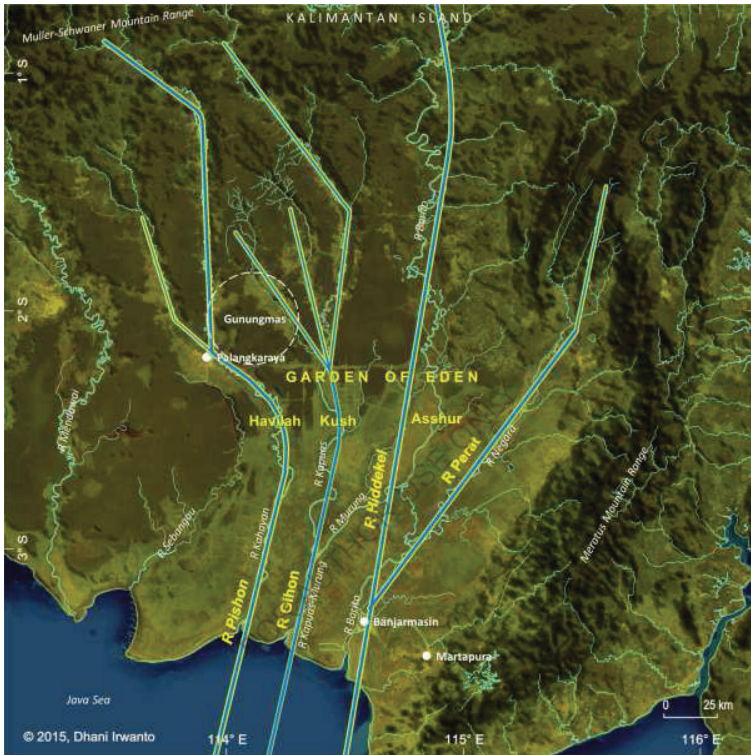 KALIMANTAN ISLAND
Muller-Schwaner Mountain Range
1° S
R Barito
2° S
Gunungmas
Palangkaraya
GARDEN OF EDEN
Havilah
Kush
Asshur
R Mendawai
R Perat
R Negara
R Kapuas
R Hiddekel
R Murung
Meratus Mountain Range
R Sebangau
R Kahayan
3° S
R Pishon
R Gihon
R Kapuas-Murung
R Barito
Banjarmasin
Martapura
Java Sea
0 25 km
© 2015, Dhani Irwanto
114° E
115° E
116° E